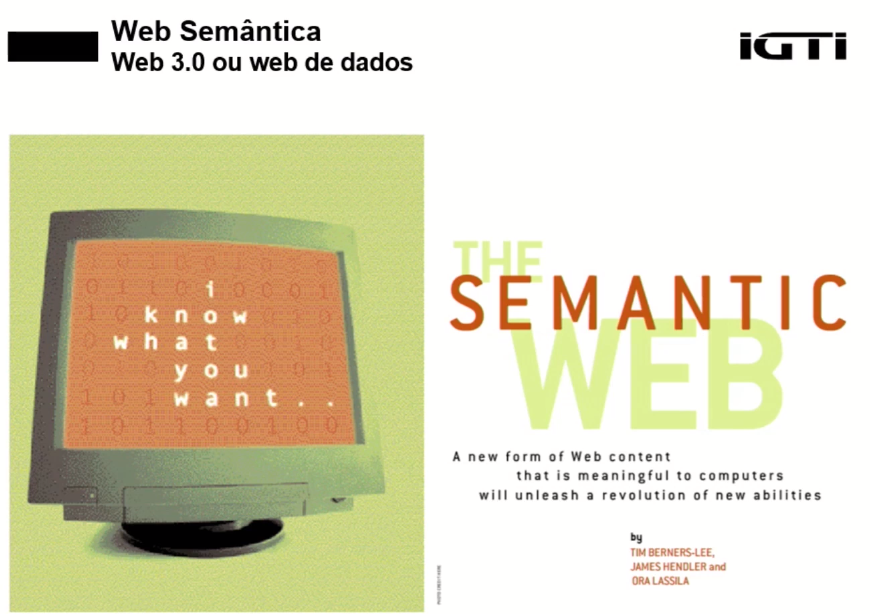 Web Semântica
Web 3.0 ou web de dados
iGTi
i
know
what
you
want..
THE
SEMANTIC
WEB
A new form of Web content
that is meaningful to computers
will unleash a revolution of new abilities
by
TIM BERNERS-LEE,
JAMES HENDLER and
ORA LASSILA